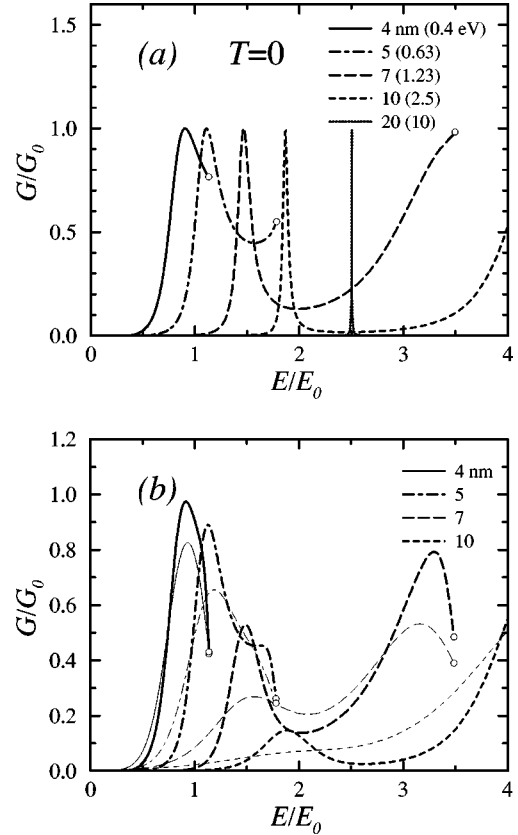 (a)
T=0
4 nm (0.4 eV)
5 (0.63)
7 (1.23)
10 (2.5)
20 (10)
G/G₀
1.5
1.0
0.5
0.0
0 1 2 3 4
E/E₀
(b)
4 nm
5
7
10
G/G₀
1.2
1.0
0.8
0.6
0.4
0.2
0.0
0 1 2 3 4
E/E₀